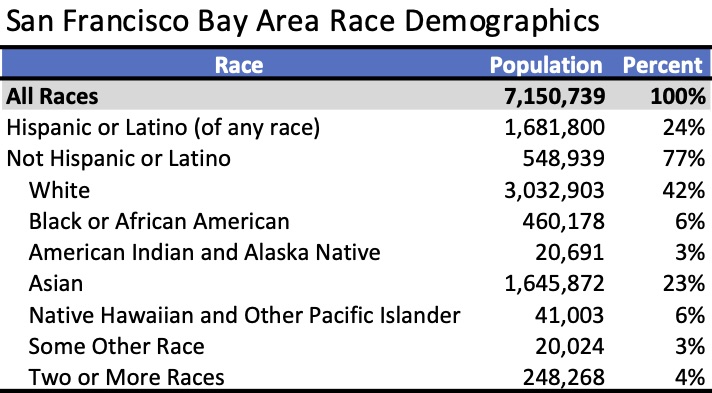 San Francisco Bay Area Race Demographics
Race Population Percent
All Races 7,150,739 100%
Hispanic or Latino (of any race) 1,681,800 24%
Not Hispanic or Latino 548,939 77%
White 3,032,903 42%
Black or African American 460,178 6%
American Indian and Alaska Native 20,691 3%
Asian 1,645,872 23%
Native Hawaiian and Other Pacific Islander 41,003 6%
Some Other Race 20,024 3%
Two or More Races 248,268 4%